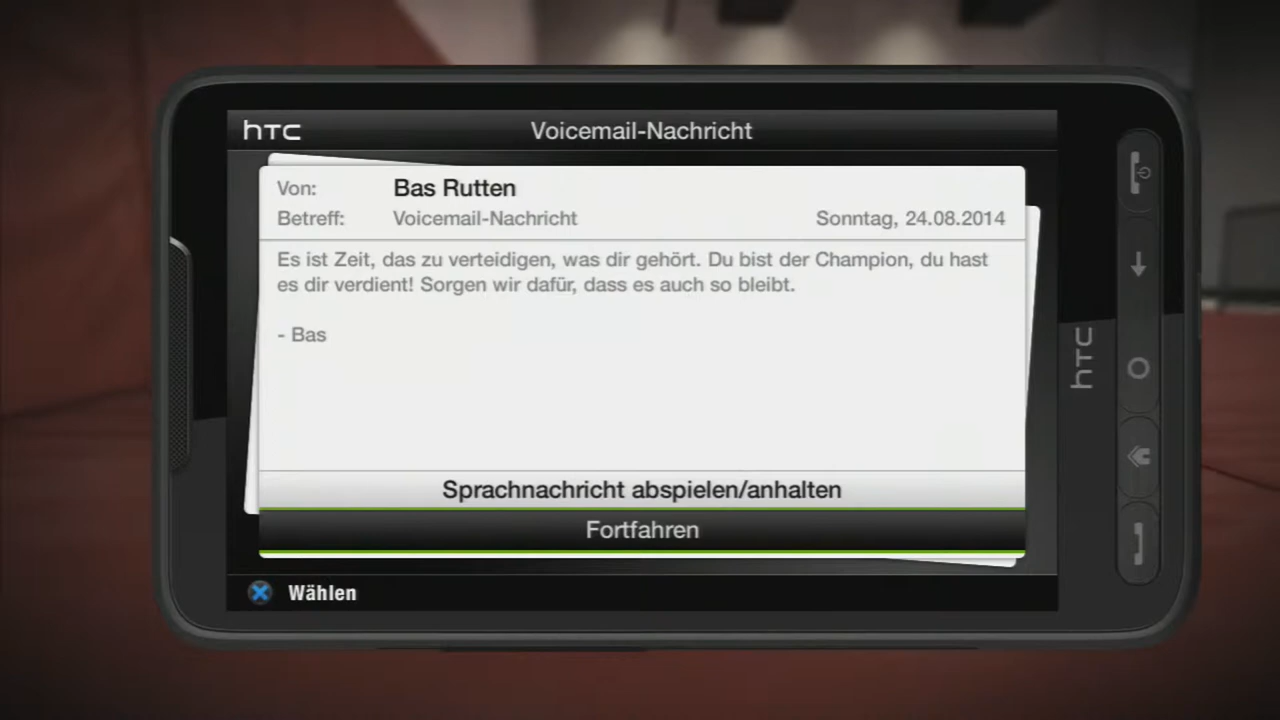 hTC
Voicemail-Nachricht
Von: Bas Rutten
Betreff: Voicemail-Nachricht Sonntag, 24.08.2014
Es ist Zeit, das zu verteidigen, was dir gehört. Du bist der Champion, du hast
es dir verdient! Sorgen wir dafür, dass es auch so bleibt.
- Bas
Sprachnachricht abspielen/anhalten
Fortfahren
Wählen
hTC